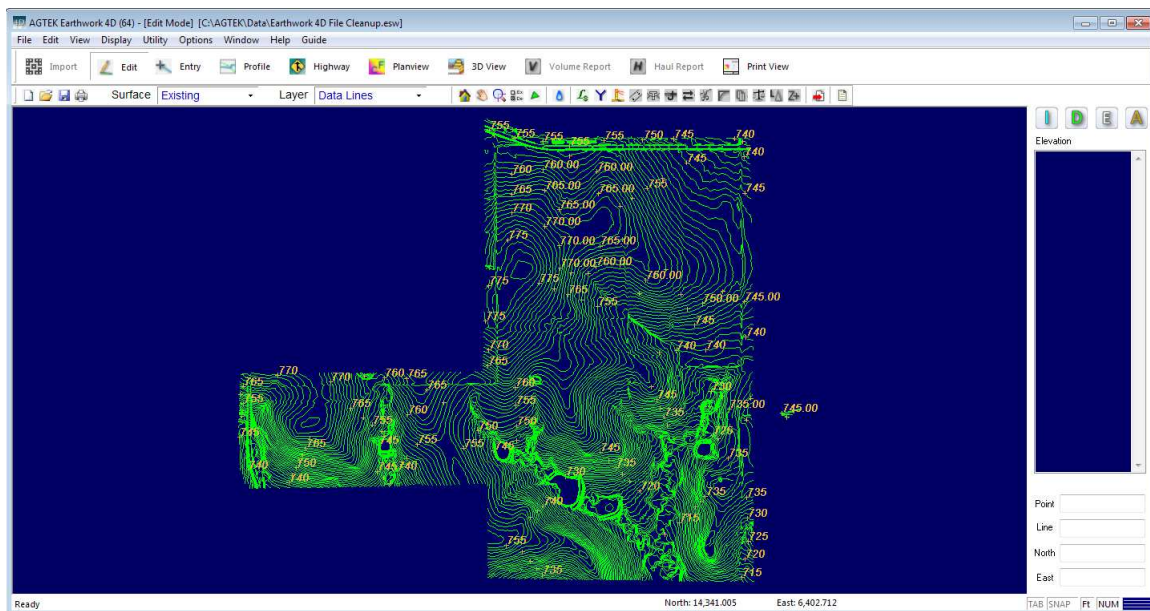 AGTEK Earthwork 4D (64) - [Edit Mode]  [C:\AGTEK\Data\Earthwork 4D File Cleanup.esw]
File Edit View Display Utility Options Window Help Guide
Import Edit Entry Profile Highway Planview 3D View Volume Report Haul Report Print View
Surface Existing Layer Data Lines
I D E A
Elevation
755 755 755 755 755 750 745 740
740
760 760.00 760.00 745
765 765.00 765.00 755 745
770 765.00
770.00
775 770.00 765.00
770.00 760.00
775 775 760.00
765 755 750.00 745.00
775 745
740
770 740 740
765
770 770 760 765
765 765 760 730
755 765 760 755 745 735.00 745.00
755 750 750 735 726
745 745 755 755 745 745 735
765
740 750 745 740 730 735
740 720 735 735
740 715 730
725
755 720
735 715
Point
Line
North
East
Ready North: 14,341.005 East: 6,402.712 TAB SNAP Ft NUM